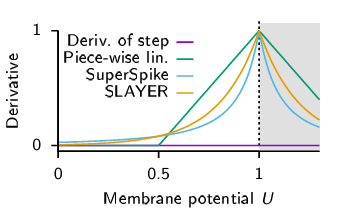 1
Deriv. of step
Piece-wise lin.
SuperSpike
SLAYER
Derivative
0
0
0.5
1
Membrane potential U